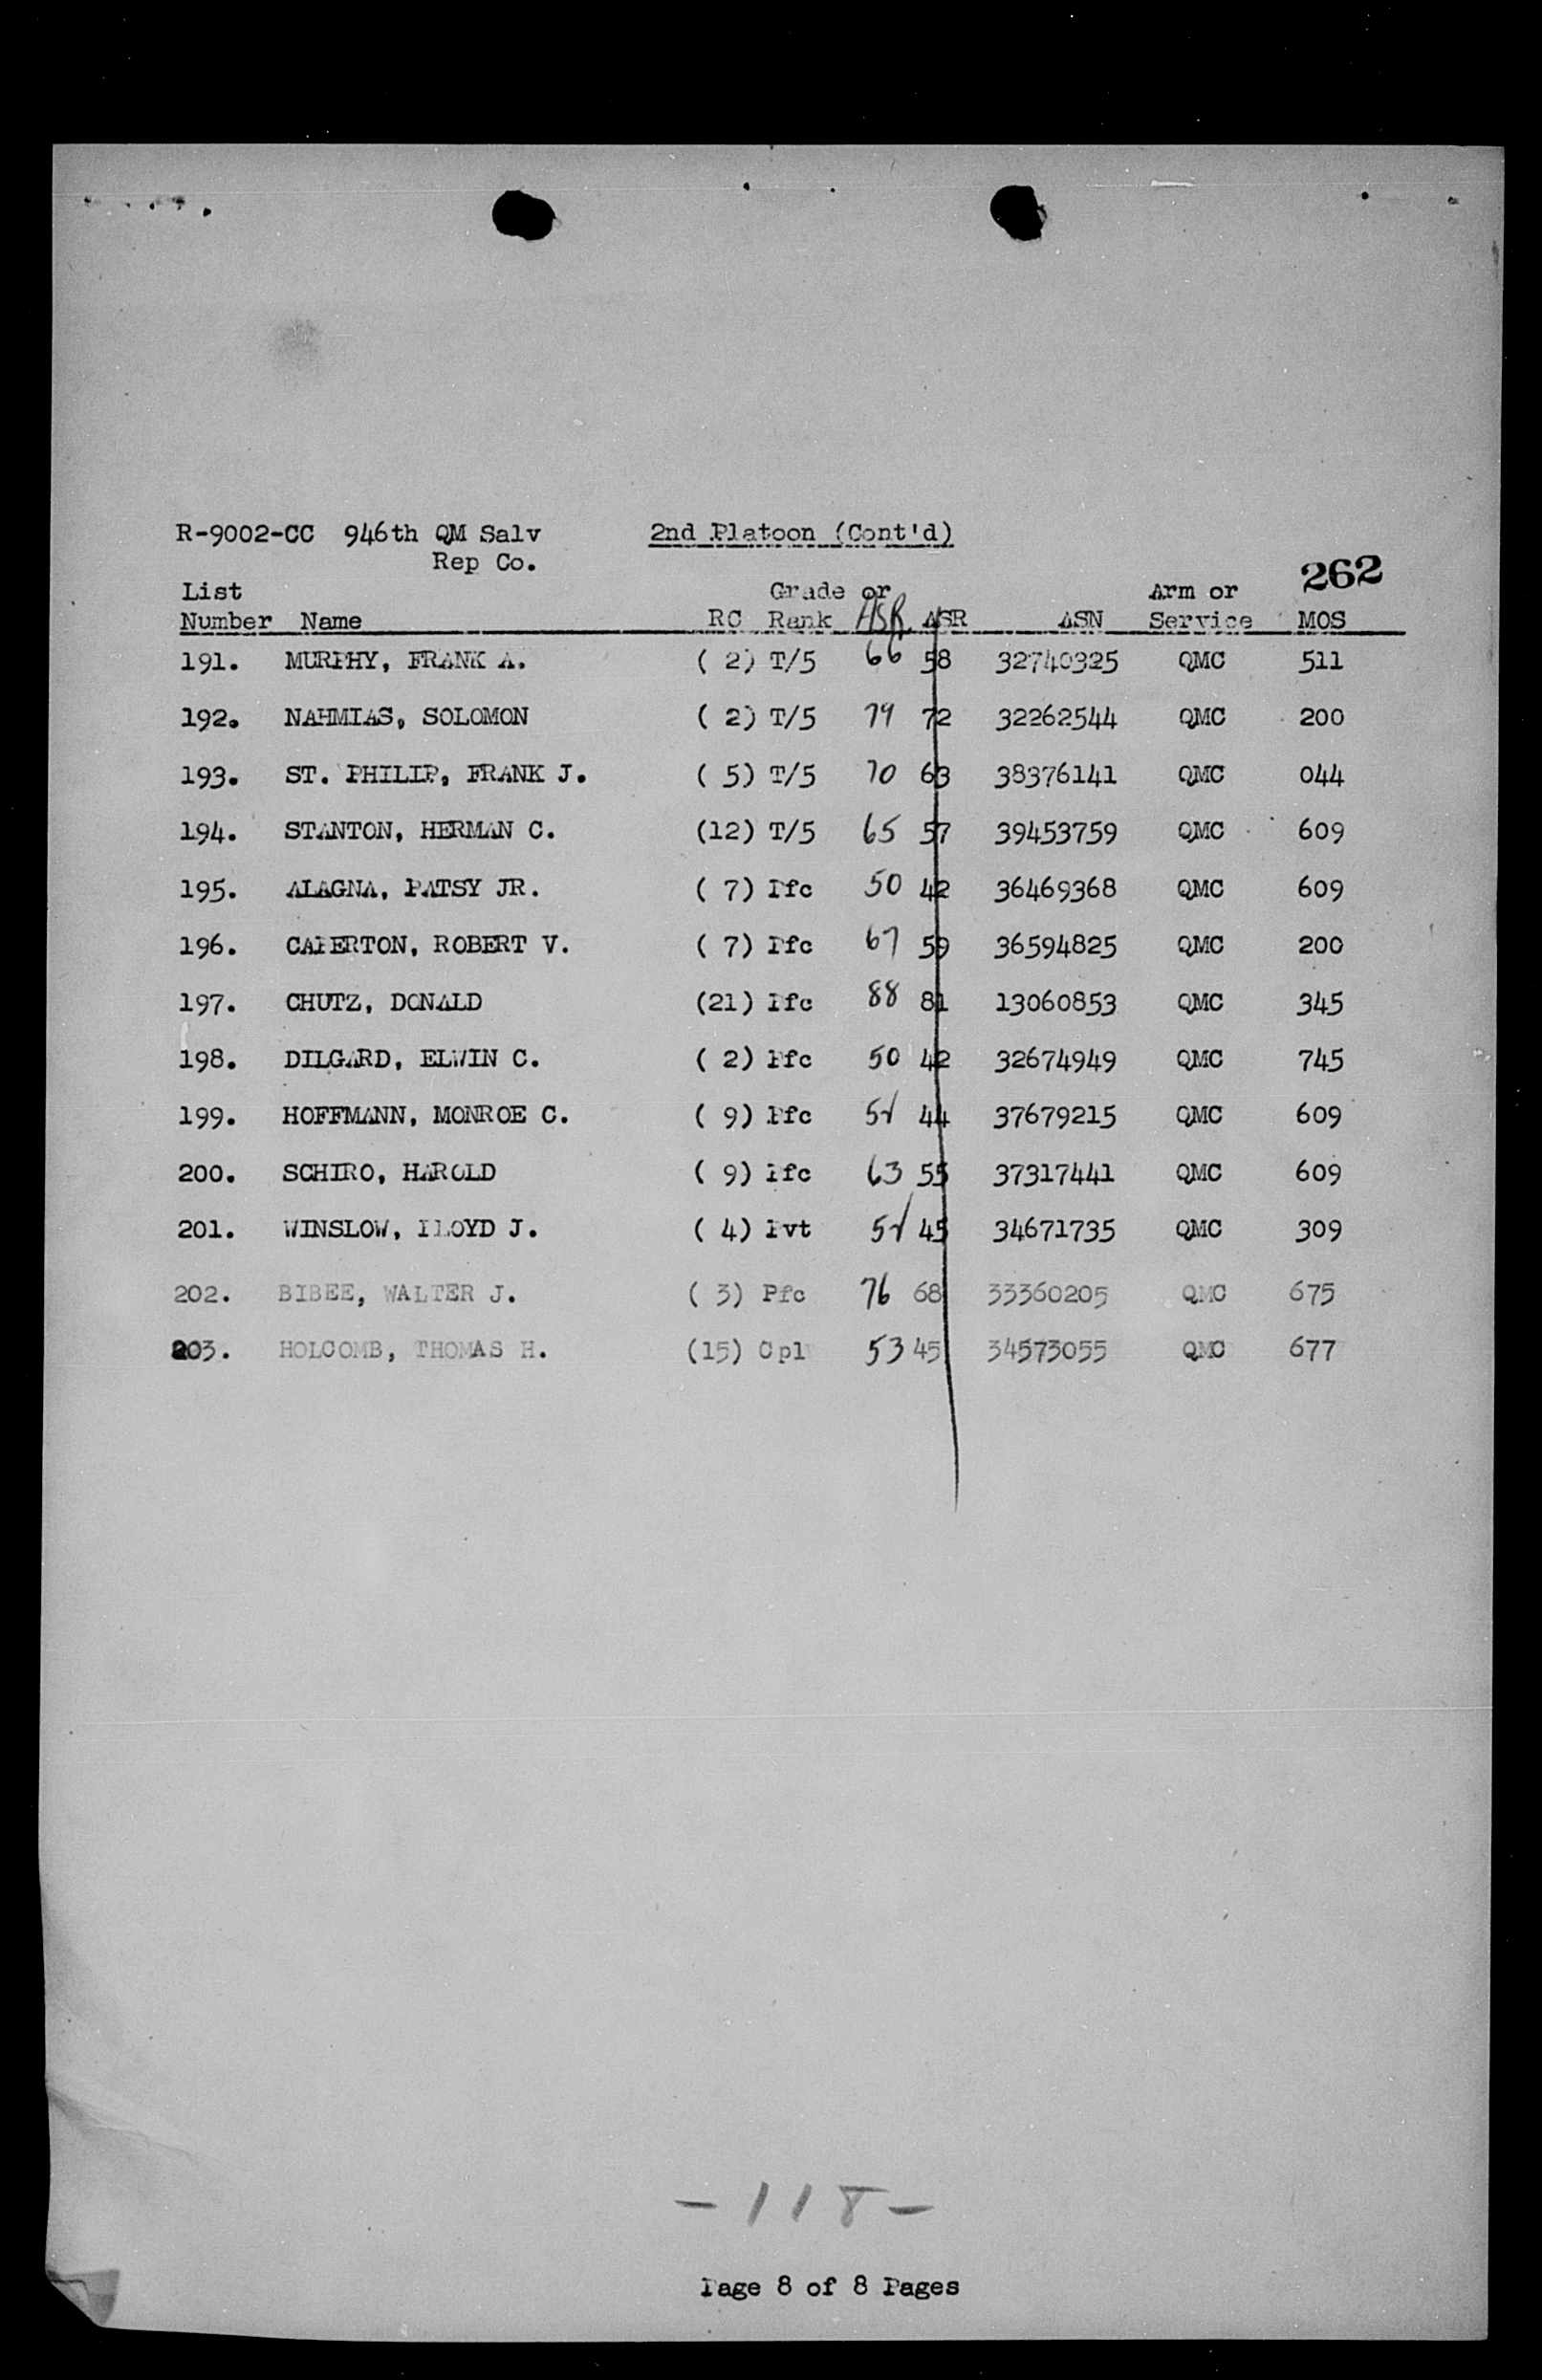 R-9002-CC 946th QM Salv 2nd Platoon (Cont'd)
Rep Co.
262
List Grade or Arm or
Number Name RC Rank ASR ASR ASN Service MOS
191. MURPHY, FRANK A. ( 2) T/5 66 58 32740325 QMC 511
192. NAHMIAS, SOLOMON ( 2) T/5 79 72 32262544 QMC 200
193. ST. PHILIP, FRANK J. ( 5) T/5 70 63 38376141 QMC 044
194. STANTON, HERMAN C. (12) T/5 65 57 39453759 QMC 609
195. ALAGNA, PATSY JR. ( 7) Pfc 50 42 36469368 QMC 609
196. CAPERTON, ROBERT V. ( 7) Pfc 67 59 36594825 QMC 200
197. CHUTZ, DONALD (21) Pfc 88 81 13060853 QMC 345
198. DILGARD, ELWIN C. ( 2) Pfc 50 42 32674949 QMC 745
199. HOFFMANN, MONROE C. ( 9) Pfc 44 37679215 QMC 609
200. SCHIRO, HAROLD ( 9) Pfc 63 55 37317441 QMC 609
201. WINSLOW, LLOYD J. ( 4) Pvt 45 34671735 QMC 309
202. BIBEE, WALTER J. ( 3) Pfc 76 68 33360205 QMC 675
203. HOLCOMB, THOMAS H. (15) Cpl 53 45 34573055 QMC 677
-118-
Page 8 of 8 Pages